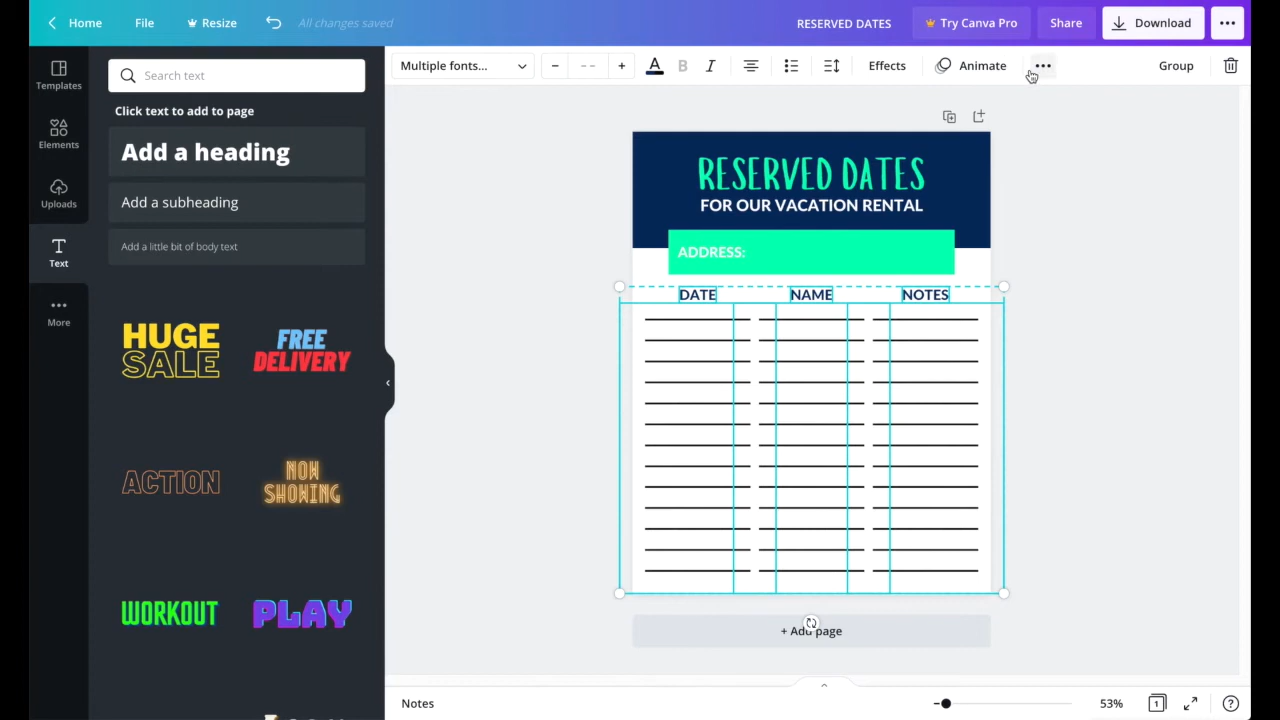 Home File Resize All changes saved RESERVED DATES Try Canva Pro Share Download
Templates
Elements
Uploads
Text
More
Search text
Click text to add to page
Add a heading
Add a subheading
Add a little bit of body text
HUGE
SALE
FREE
DELIVERY
ACTION
NOW
SHOWING
WORKOUT
PLAY
Multiple fonts... − -- + A B I Effects Animate Group
RESERVED DATES
FOR OUR VACATION RENTAL
ADDRESS:
DATE NAME NOTES
+ Add page
Notes 53% 1 ?